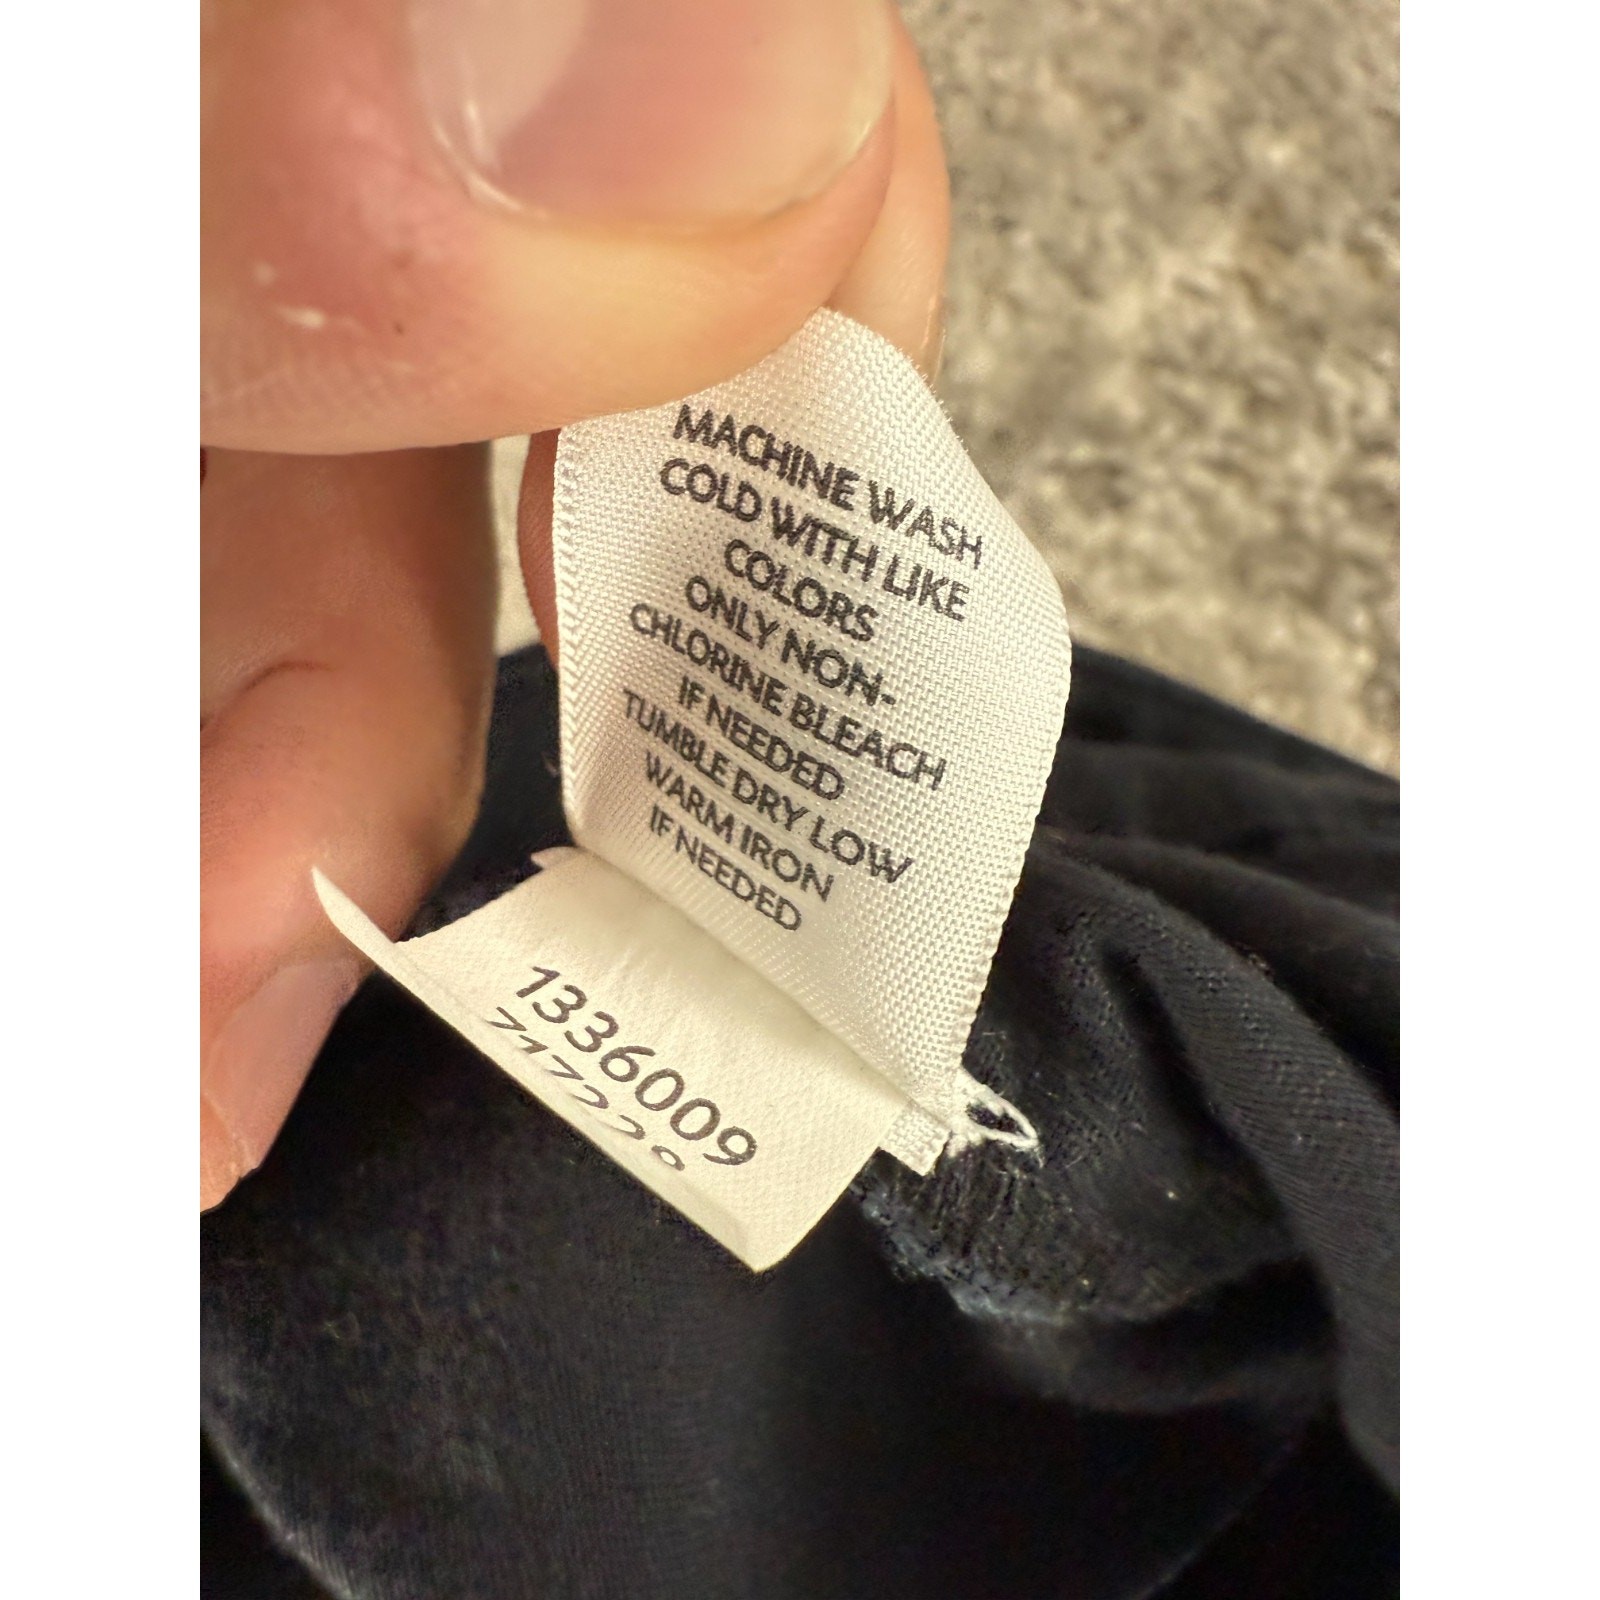 MACHINE WASH
COLD WITH LIKE
COLORS
ONLY NON-
CHLORINE BLEACH
IF NEEDED
TUMBLE DRY LOW
WARM IRON
IF NEEDED
1336009